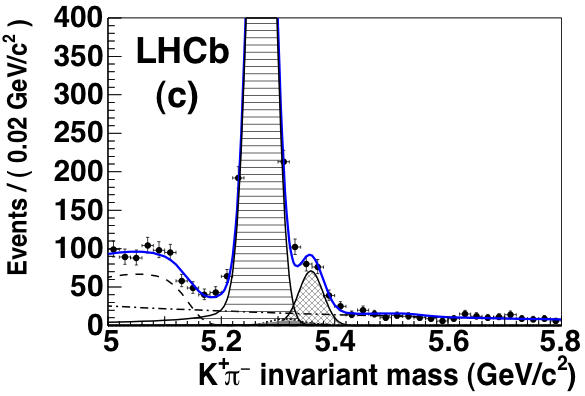 LHCb
(c)
Events / ( 0.02 GeV/c² )
400
350
300
250
200
150
100
50
0
5 5.2 5.4 5.6 5.8
K⁺π⁻ invariant mass (GeV/c²)